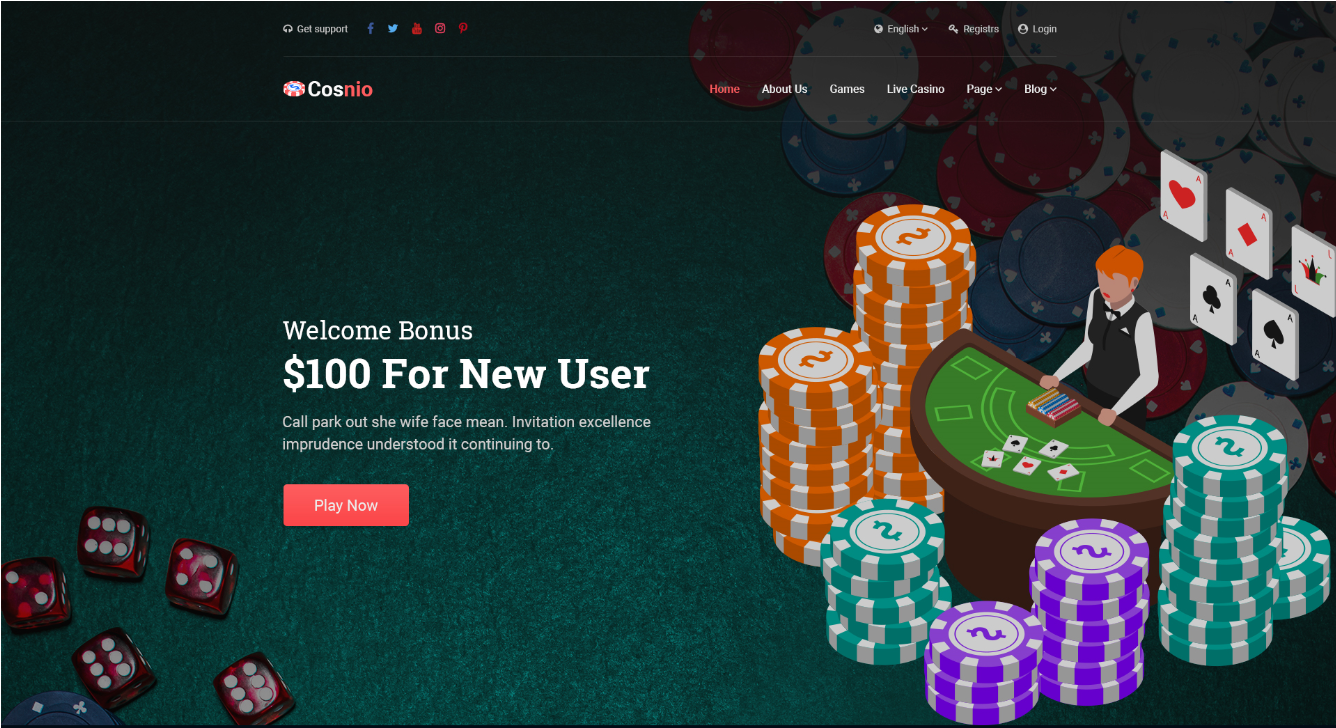 Get support
English
Registrs
Login
Cosnio
Home
About Us
Games
Live Casino
Page
Blog
A
A
A
A
L
L
A
A
A
A
Welcome Bonus
$100 For New User
Call park out she wife face mean. Invitation excellence
imprudence understood it continuing to.
Play Now